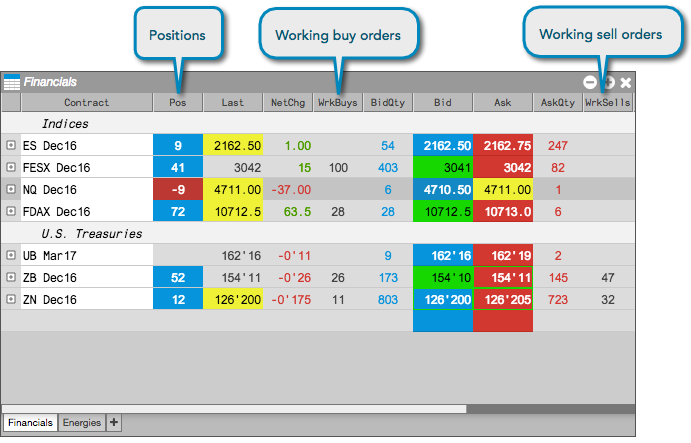 Positions Working buy orders Working sell orders
Financials
Contract Pos Last NetChg WrkBuys BidQty Bid Ask AskQty WrkSells
Indices
ES Dec16 9 2162.50 1.00 54 2162.50 2162.75 247
FESX Dec16 41 3042 15 100 403 3041 3042 82
NQ Dec16 -9 4711.00 -37.00 6 4710.50 4711.00 1
FDAX Dec16 72 10712.5 63.5 28 28 10712.5 10713.0 6
U.S. Treasuries
UB Mar17 162'16 -0'11 9 162'16 162'19 2
ZB Dec16 52 154'11 -0'26 26 173 154'10 154'11 145 47
ZN Dec16 12 126'200 -0'175 11 803 126'200 126'205 723 32
Financials Energies